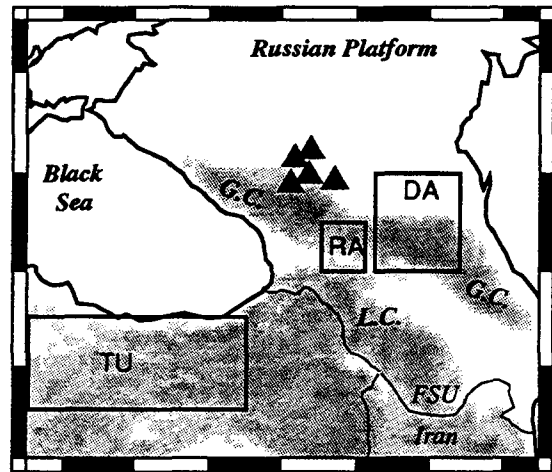 Russian Platform
Black
Sea
G.C.
DA
RA
G.C.
L.C.
TU
FSU
Iran